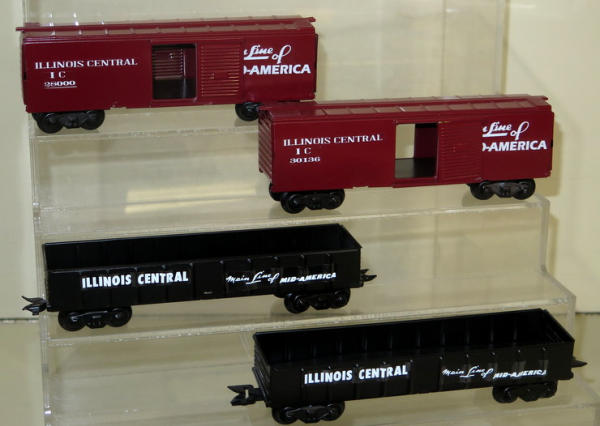 ILLINOIS CENTRAL
I C
28000
Line of
D-AMERICA
ILLINOIS CENTRAL
I C
30136
Line of
D-AMERICA
ILLINOIS CENTRAL Main Line of MID-AMERICA
ILLINOIS CENTRAL Main Line of MID-AMERICA